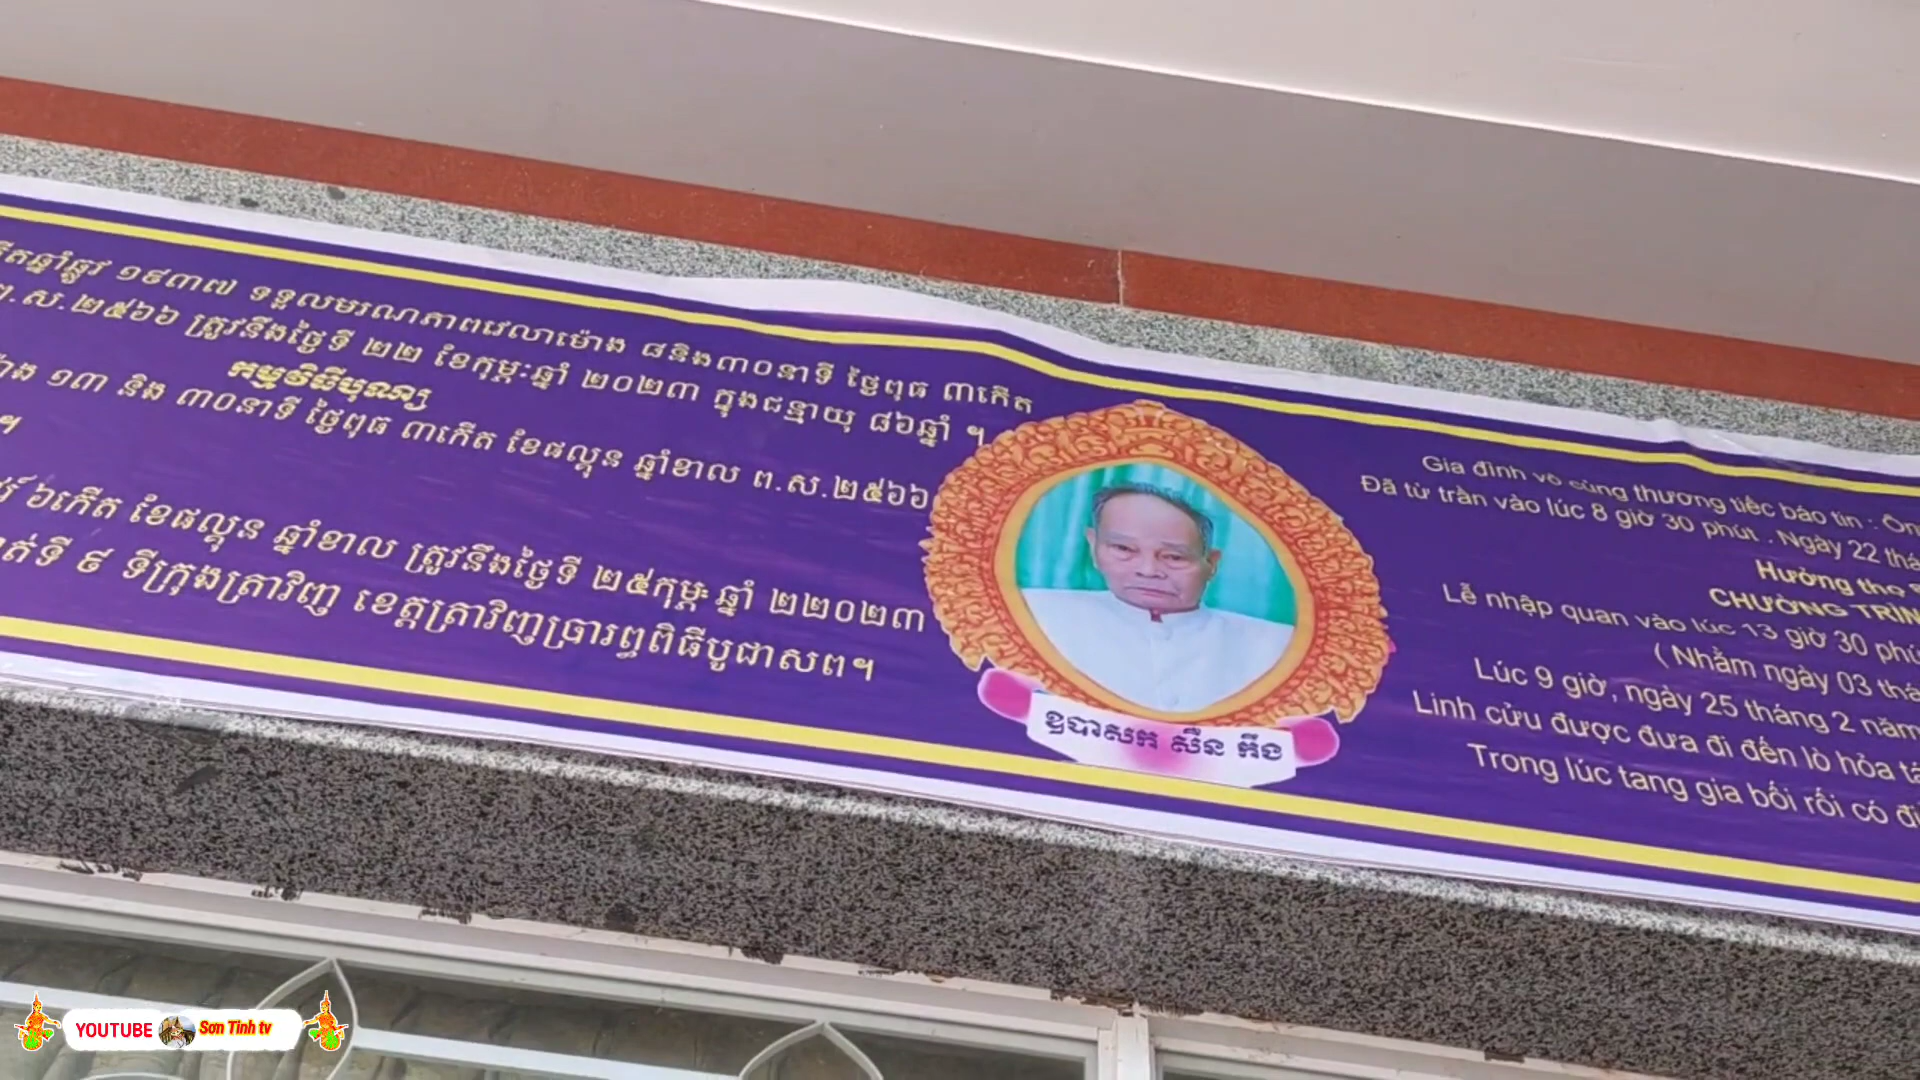 កើតឆ្នាំឆ្លូវ ១៩៣៧ ទទួលមរណភាពវេលាម៉ោង ៨និង៣០នាទី ថ្ងៃពុធ ៣កើត
ព.ស.២៥៦៦ ត្រូវនឹងថ្ងៃទី ២២ ខែកុម្ភៈឆ្នាំ ២០២៣ ក្នុងជន្មាយុ ៨៦ឆ្នាំ ។
កម្មវិធីបុណ្យ
១៣ និង ៣០នាទី ថ្ងៃពុធ ៣កើត ខែផល្គុន ឆ្នាំខាល ព.ស.២៥៦៦
។
៦កើត ខែផល្គុន ឆ្នាំខាល ត្រូវនឹងថ្ងៃទី ២៥កុម្ភះ ឆ្នាំ ២២០២៣
ទី ៩ ទីក្រុងត្រាវិញ ខេត្តត្រាវិញប្រារព្ធពិធីបូជាសព។
ឧបាសក សឺន កឹង
Gia đình vô cùng thương tiếc báo tin : Ôn
Đã từ trần vào lúc 8 giờ 30 phút . Ngày 22 thá
Hưởng thọ
CHƯƠNG TRÌN
Lễ nhập quan vào lúc 13 giờ 30 phú
( Nhằm ngày 03 thá
Lúc 9 giờ, ngày 25 tháng 2 năm
Linh cửu được đưa đi đến lò hỏa tá
Trong lúc tang gia bối rối có đi
YOUTUBE Sơn Tinh tv